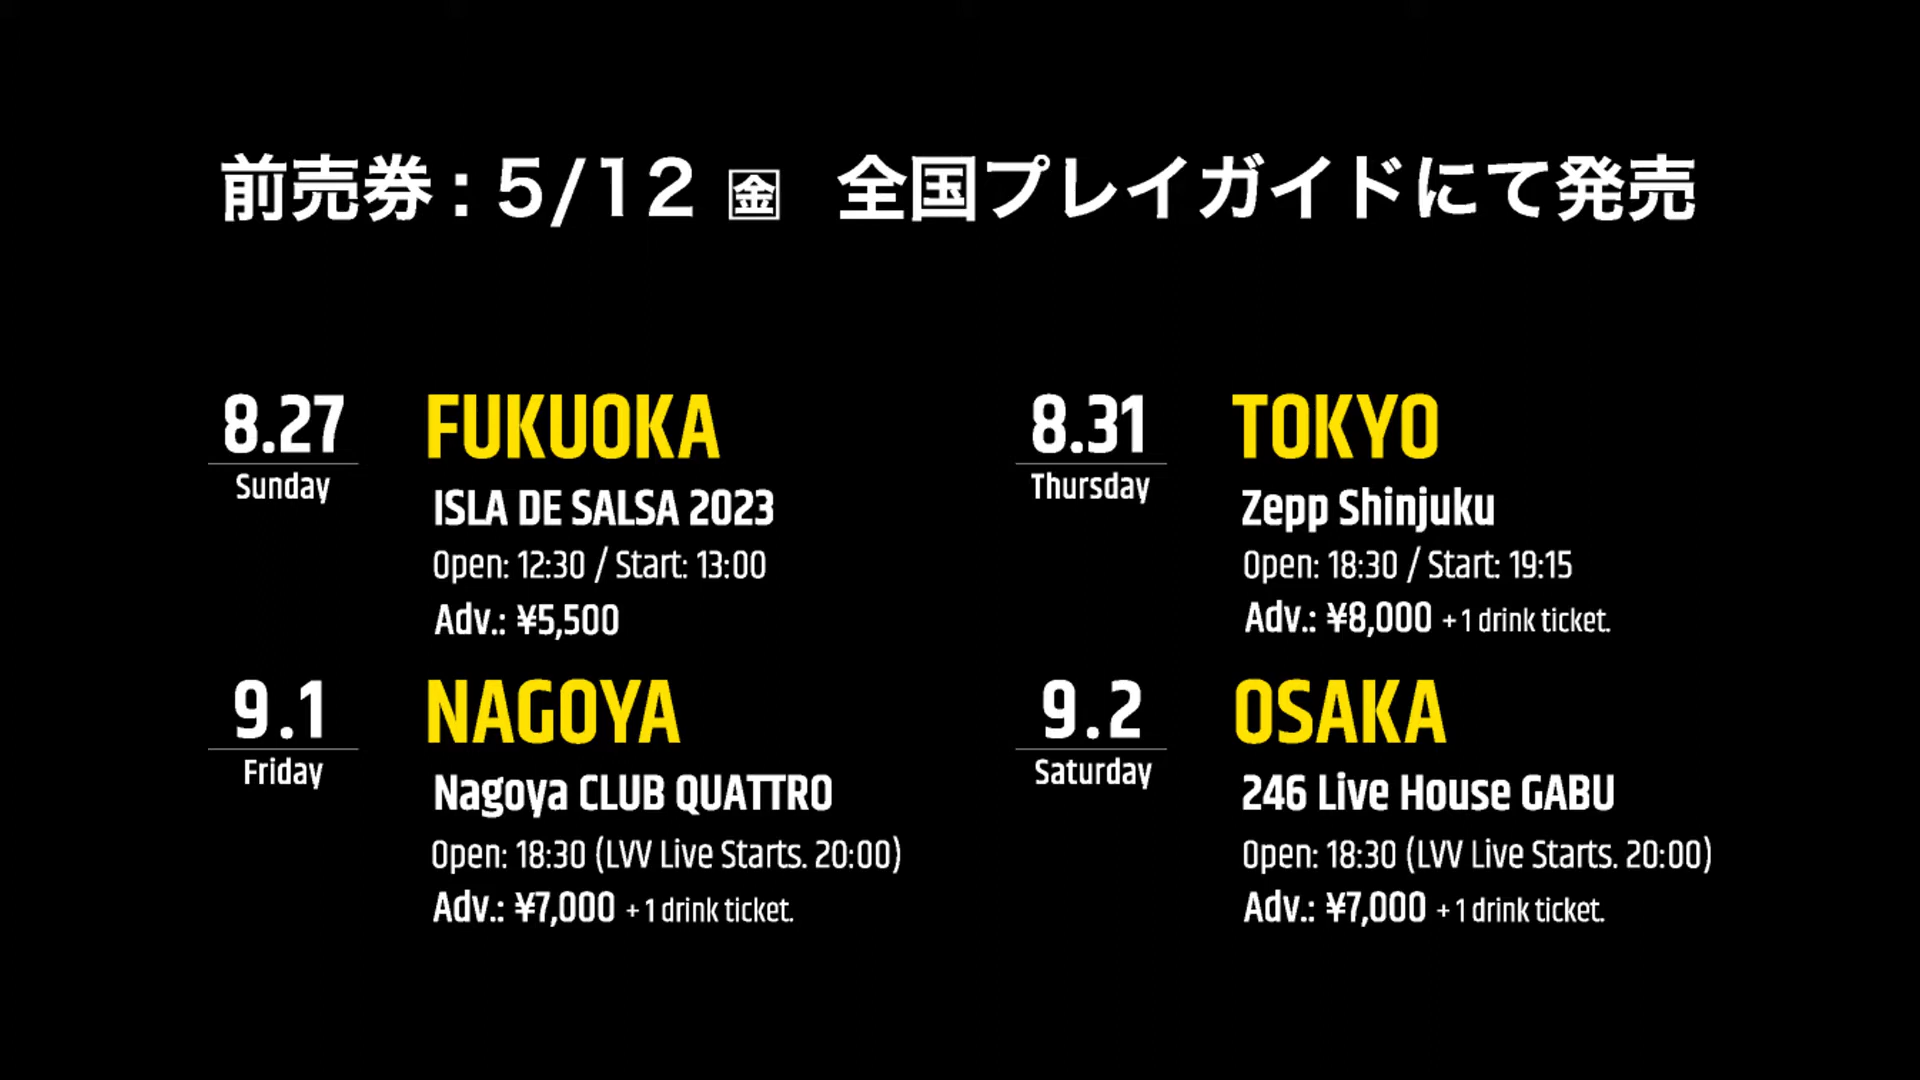 前売券 : 5/12 金 全国プレイガイドにて発売
8.27
Sunday
FUKUOKA
ISLA DE SALSA 2023
Open: 12:30 / Start: 13:00
Adv.: ¥5,500
8.31
Thursday
TOKYO
Zepp Shinjuku
Open: 18:30 / Start: 19:15
Adv.: ¥8,000 + 1 drink ticket.
9.1
Friday
NAGOYA
Nagoya CLUB QUATTRO
Open: 18:30 (LVV Live Starts. 20:00)
Adv.: ¥7,000 + 1 drink ticket.
9.2
Saturday
OSAKA
246 Live House GABU
Open: 18:30 (LVV Live Starts. 20:00)
Adv.: ¥7,000 + 1 drink ticket.